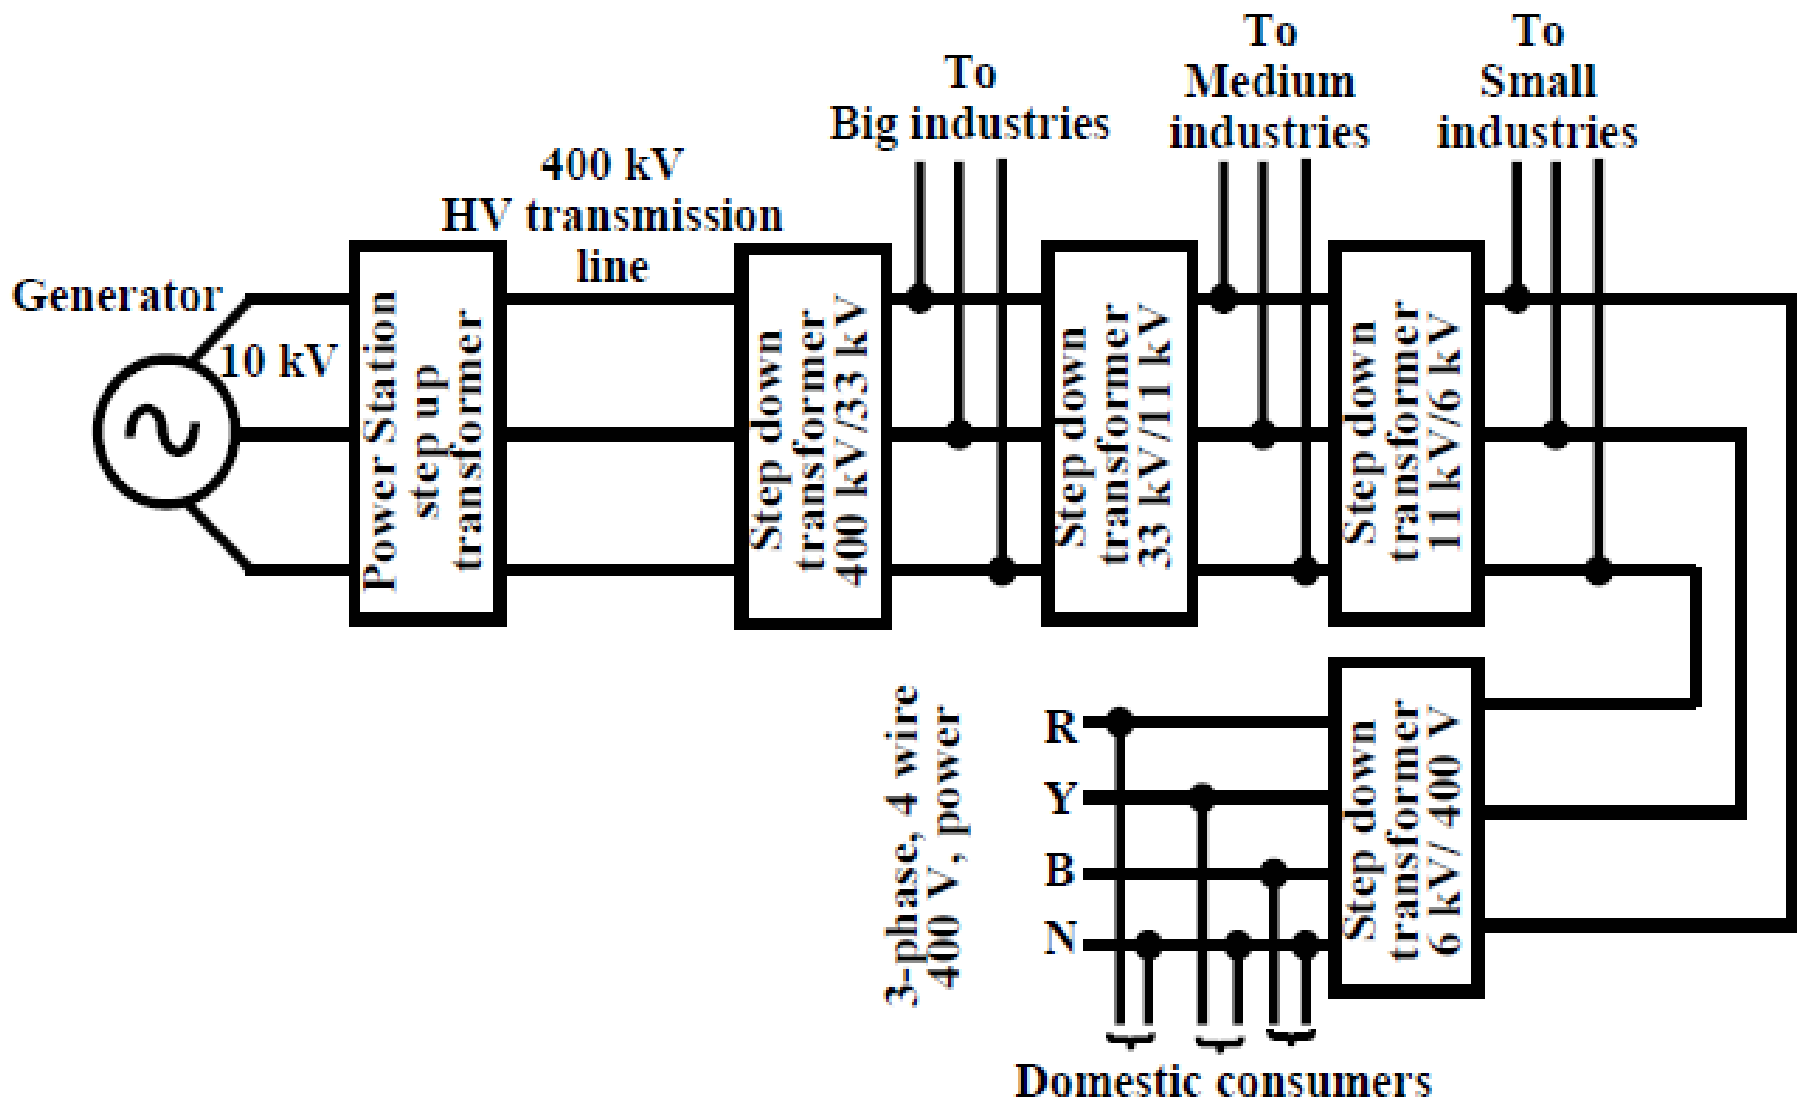 To
Big industries
To
Medium
industries
To
Small
industries
400 kV
HV transmission
line
Generator
10 kV
Power Station
step up
transformer
Step down
transformer
400 kV/33 kV
Step down
transformer
33 kV/11 kV
Step down
transformer
11 kV/6 kV
3-phase, 4 wire
400 V, power
R
Y
B
N
Step down
transformer
6 kV/ 400 V
Domestic consumers